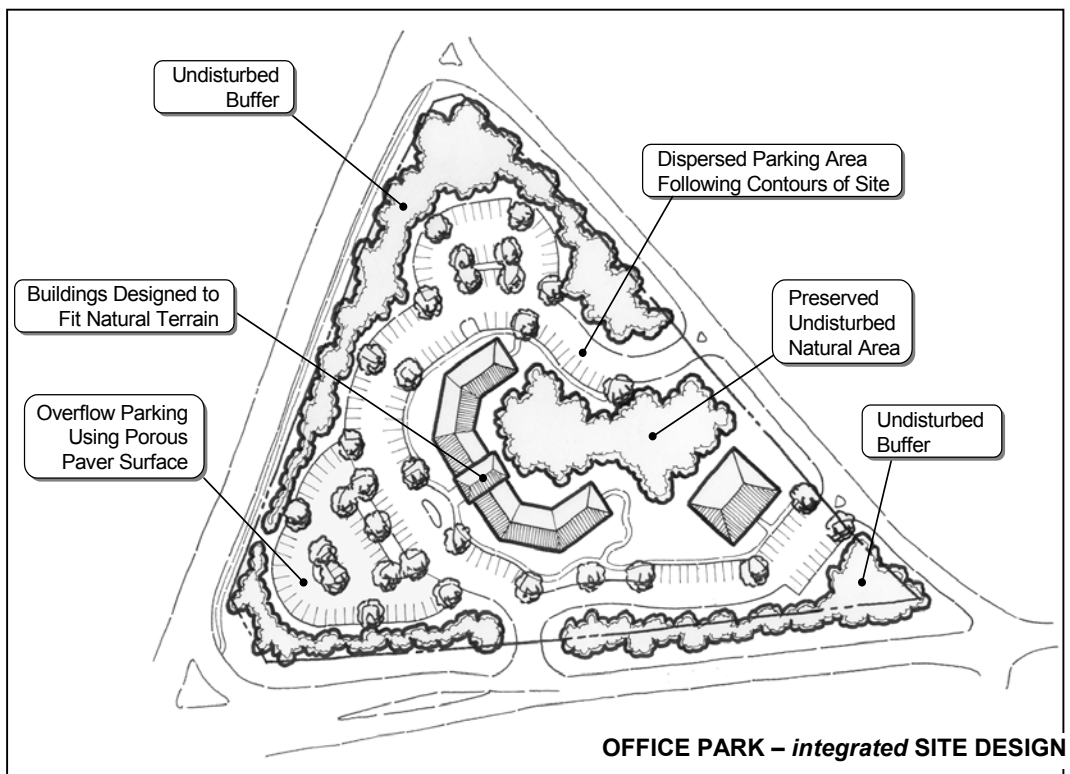 Undisturbed
Buffer
Dispersed Parking Area
Following Contours of Site
Buildings Designed to
Fit Natural Terrain
Preserved
Undisturbed
Natural Area
Overflow Parking
Using Porous
Paver Surface
Undisturbed
Buffer
OFFICE PARK – integrated SITE DESIGN